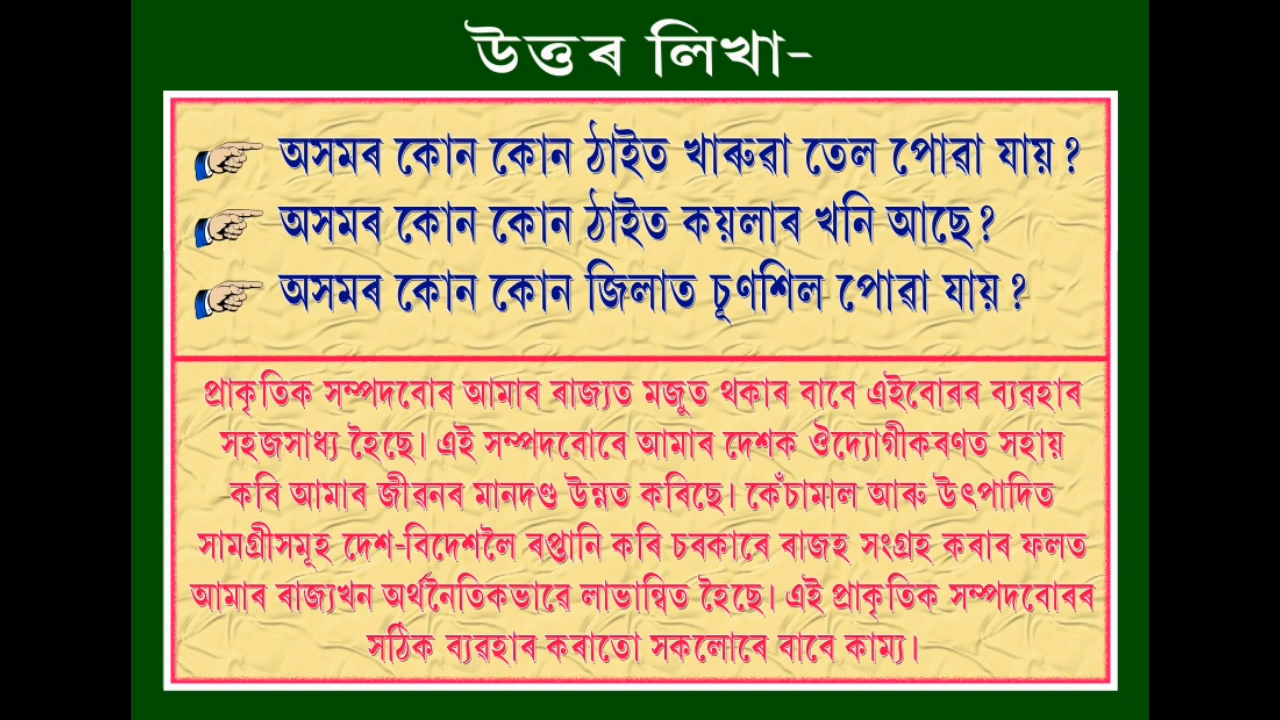 উত্তৰ লিখা-
অসমৰ কোন কোন ঠাইত খাৰুৱা তেল পোৱা যায় ?
অসমৰ কোন কোন ঠাইত কয়লাৰ খনি আছে ?
অসমৰ কোন কোন জিলাত চূণশিল পোৱা যায় ?
প্ৰাকৃতিক সম্পদবোৰ আমাৰ ৰাজ্যত মজুত থকাৰ বাবে এইবোৰৰ ব্যৱহাৰ
সহজসাধ্য হৈছে। এই সম্পদবোৰে আমাৰ দেশক ঔদ্যোগীকৰণত সহায়
কৰি আমাৰ জীৱনৰ মানদণ্ড উন্নত কৰিছে। কেঁচামাল আৰু উৎপাদিত
সামগ্ৰীসমূহ দেশ-বিদেশলৈ ৰপ্তানি কৰি চৰকাৰে ৰাজহ সংগ্ৰহ কৰাৰ ফলত
আমাৰ ৰাজ্যখন অৰ্থনৈতিকভাৱে লাভান্বিত হৈছে। এই প্ৰাকৃতিক সম্পদবোৰৰ
সঠিক ব্যৱহাৰ কৰাতো সকলোৰে বাবে কাম্য।